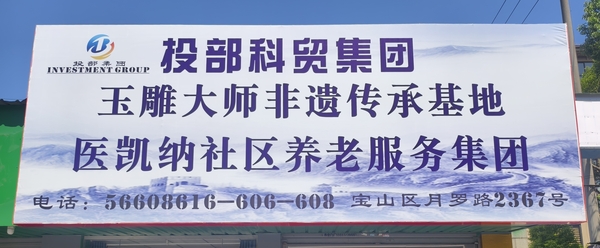 投部科贸集团
投部集团
INVESTMENT GROUP
玉雕大师非遗传承基地
医凯纳社区养老服务集团
电话：56608616-606-608 宝山区月罗路2367号